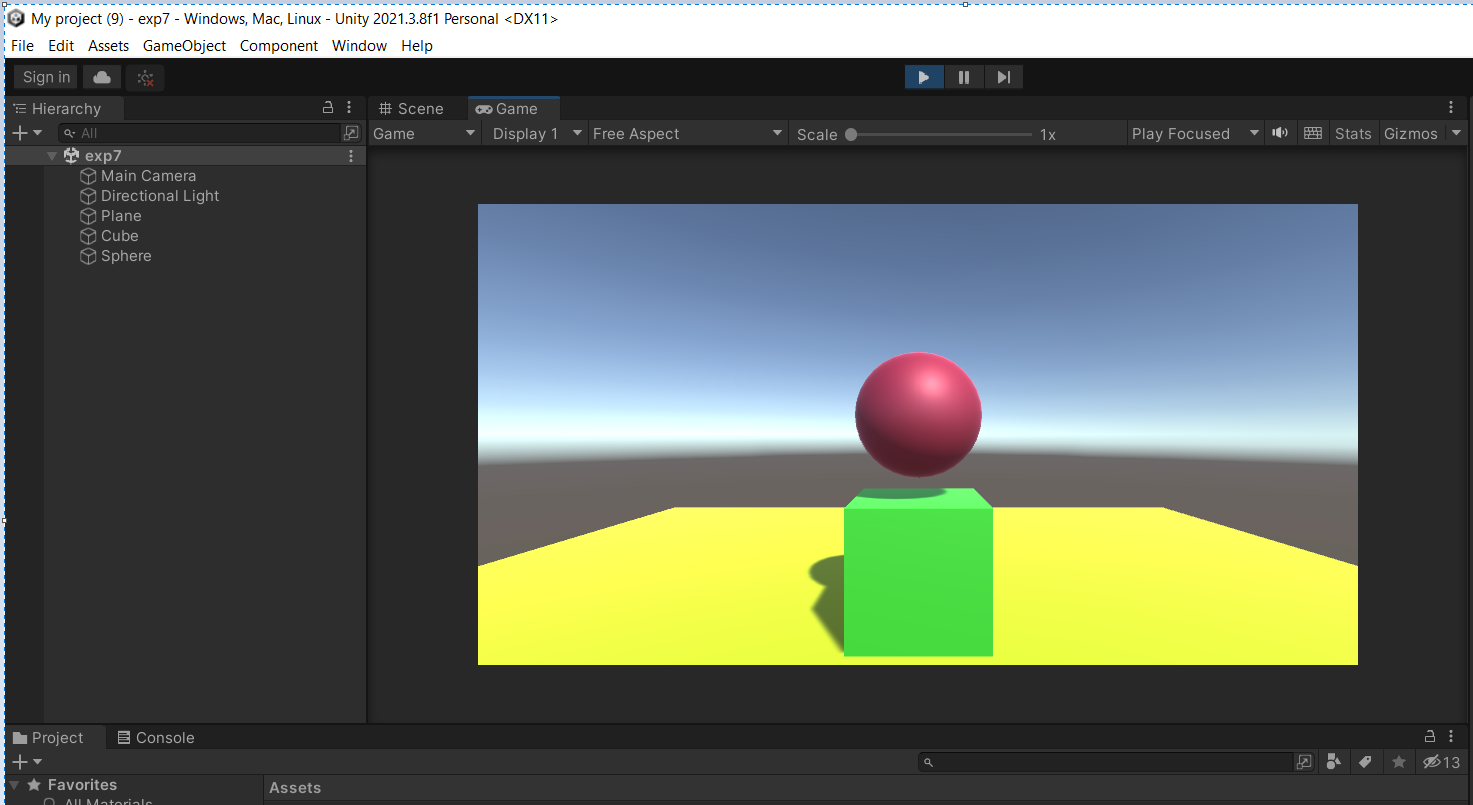 My project (9) - exp7 - Windows, Mac, Linux - Unity 2021.3.8f1 Personal <DX11>
File Edit Assets GameObject Component Window Help
Sign in
Hierarchy
All
exp7
Main Camera
Directional Light
Plane
Cube
Sphere
Scene Game
Game Display 1 Free Aspect Scale 1x Play Focused Stats Gizmos
Project Console
13
Favorites
All Materials
Assets